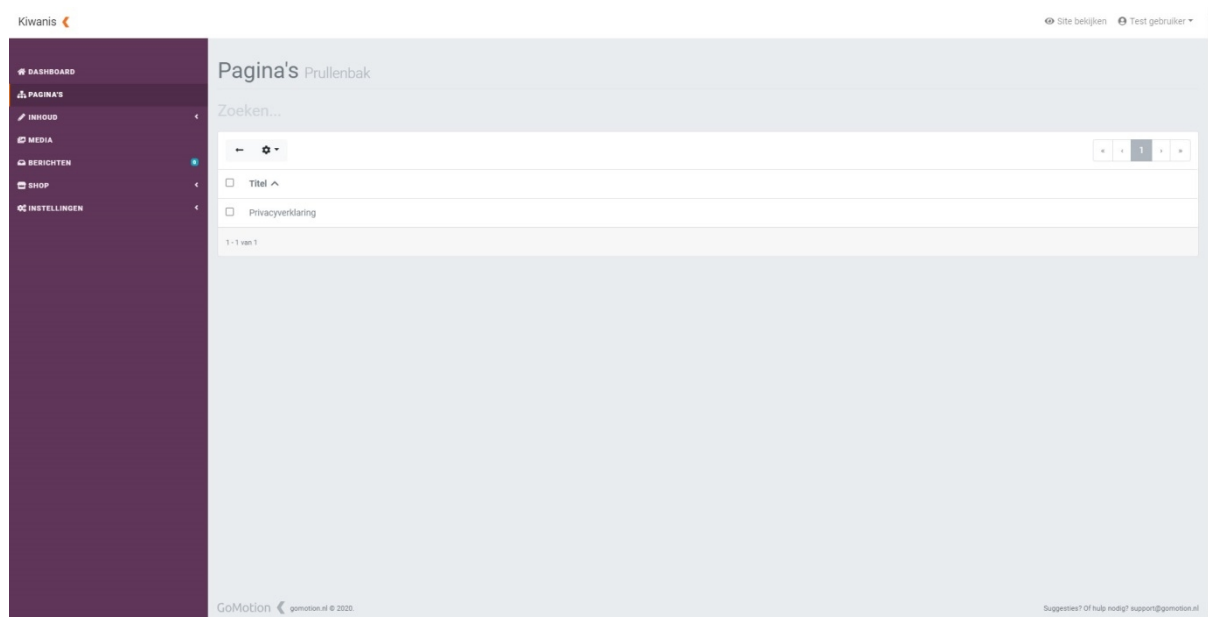 Kiwanis
Site bekijken
Test gebruiker
DASHBOARD
PAGINA'S
INHOUD
MEDIA
BERICHTEN
SHOP
INSTELLINGEN
Pagina's Prullenbak
Zoeken...
« ‹ 1 › »
Titel
Privacyverklaring
1 - 1 van 1
GoMotion gomotion.nl © 2020.
Suggesties? Of hulp nodig? support@gomotion.nl